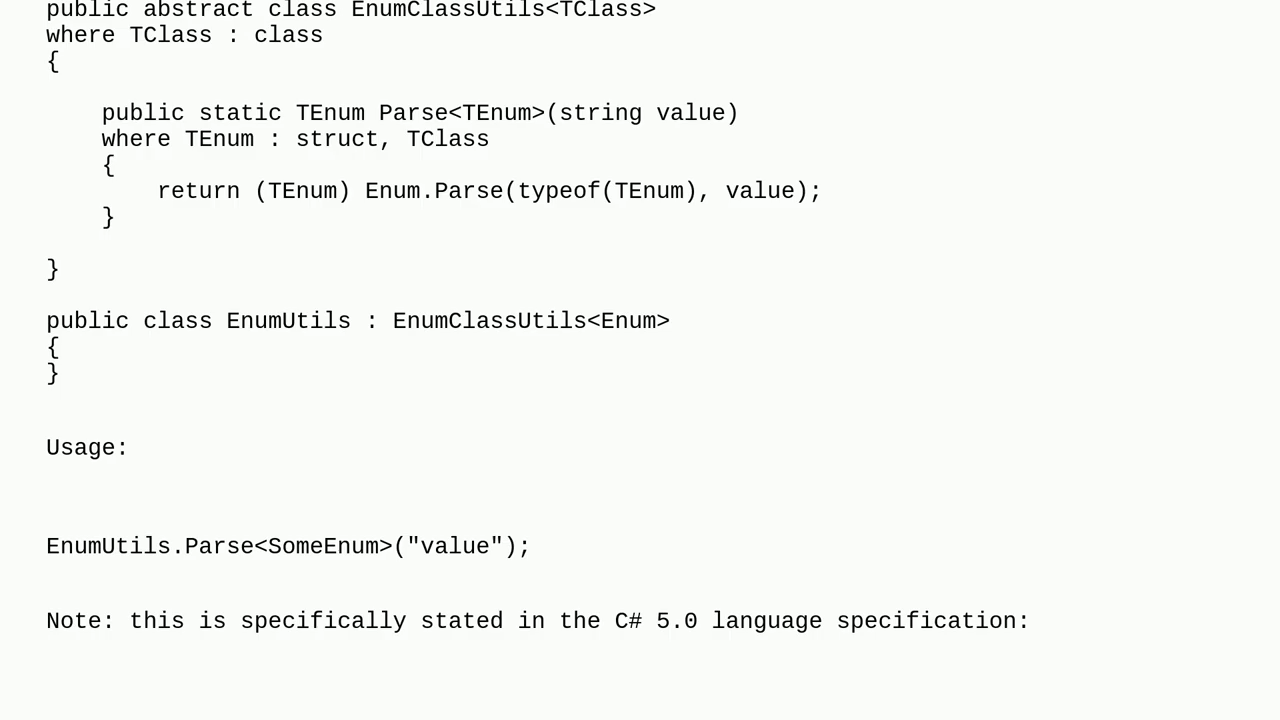 public abstract class EnumClassUtils<TClass>
where TClass : class
{
    public static TEnum Parse<TEnum>(string value)
    where TEnum : struct, TClass
    {
        return (TEnum) Enum.Parse(typeof(TEnum), value);
    }
}
public class EnumUtils : EnumClassUtils<Enum>
{
}
Usage:
EnumUtils.Parse<SomeEnum>("value");
Note: this is specifically stated in the C# 5.0 language specification: